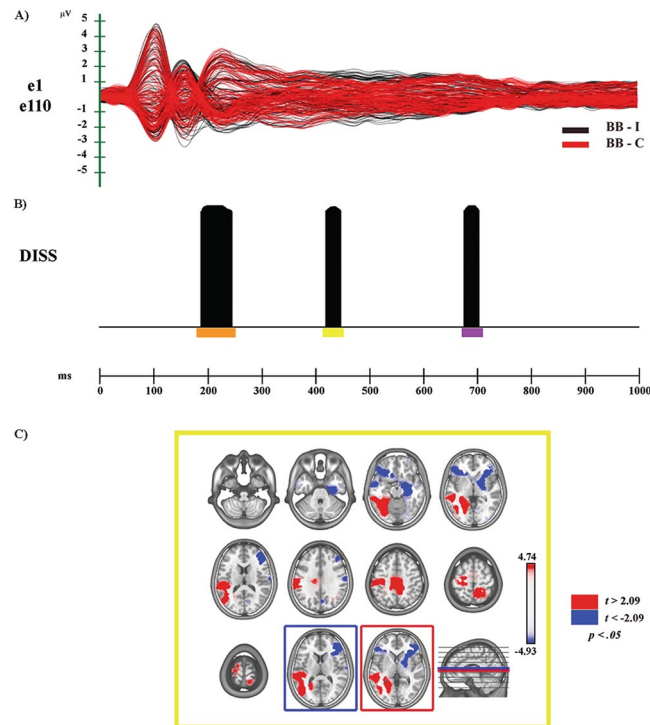 A)
μV
5
4
3
2
1
-1
-2
-3
-4
-5
e1
e110
BB - I
BB - C
B)
DISS
ms
0 100 200 300 400 500 600 700 800 900 1000
C)
4.74
-4.93
t > 2.09
t < -2.09
p < .05